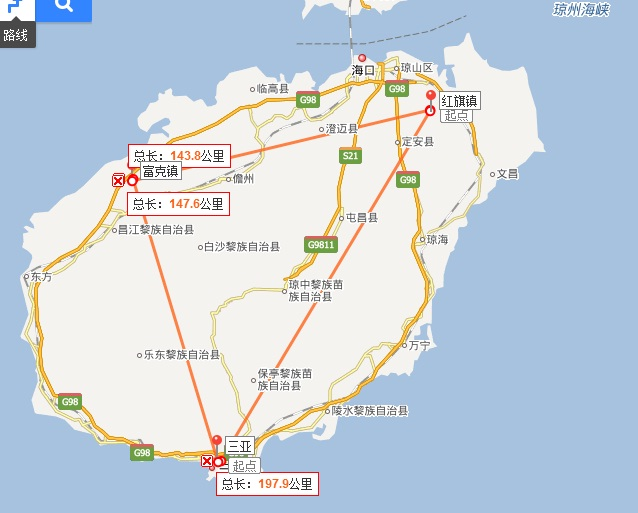 琼州海峡
路线
海口
琼山区
临高县
G98
G98
红旗镇
起点
澄迈县
定安县
总长：143.8公里
S21
富克镇
儋州
G98
文昌
总长：147.6公里
屯昌县
昌江黎族自治县
琼海
白沙黎族自治县
G9811
东方
琼中黎族苗
族自治县
万宁
乐东黎族自治县
保亭黎族苗
族自治县
G98
陵水黎族自治县
三亚
G98
起点
总长：197.9公里